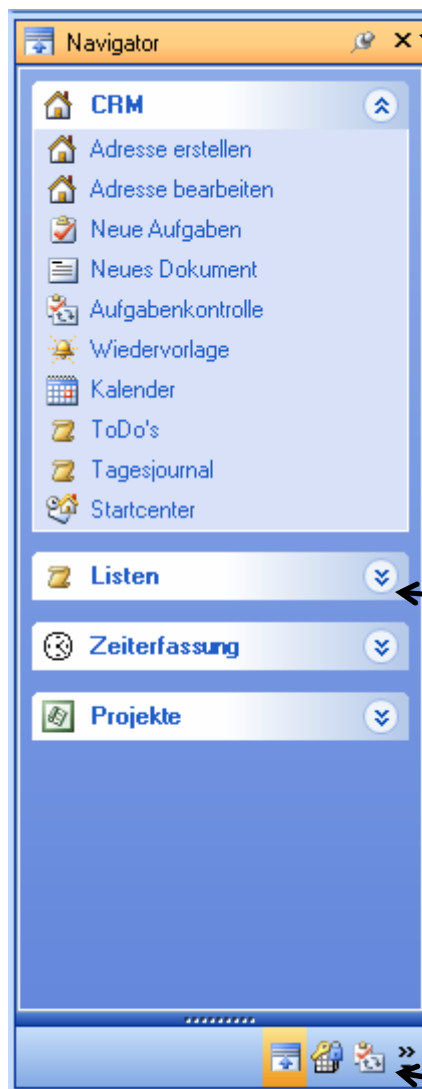 Navigator
CRM
Adresse erstellen
Adresse bearbeiten
Neue Aufgaben
Neues Dokument
Aufgabenkontrolle
Wiedervorlage
Kalender
ToDo's
Tagesjournal
Startcenter
Listen
Zeiterfassung
Projekte